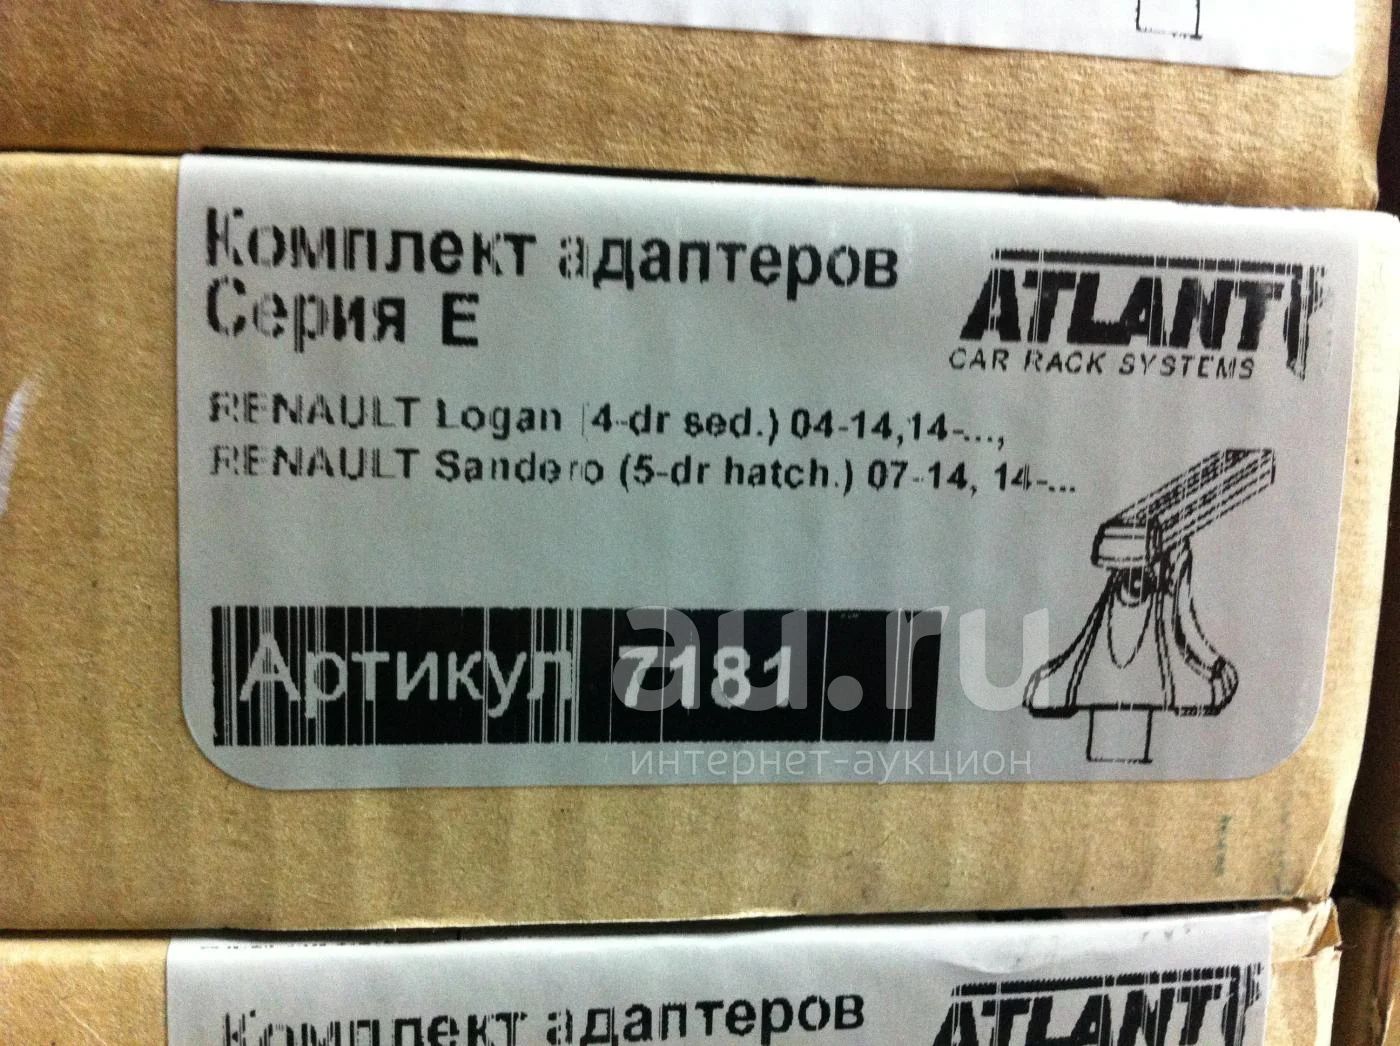 Комплект адаптеров
Серия E
ATLANT
CAR RACK SYSTEMS
RENAULT Logan (4-dr sed.) 04-14,14-...,
RENAULT Sandero (5-dr hatch.) 07-14, 14-...
Артикул 7181
au.ru
интернет-аукцион
Комплект адаптеров
ATLANT